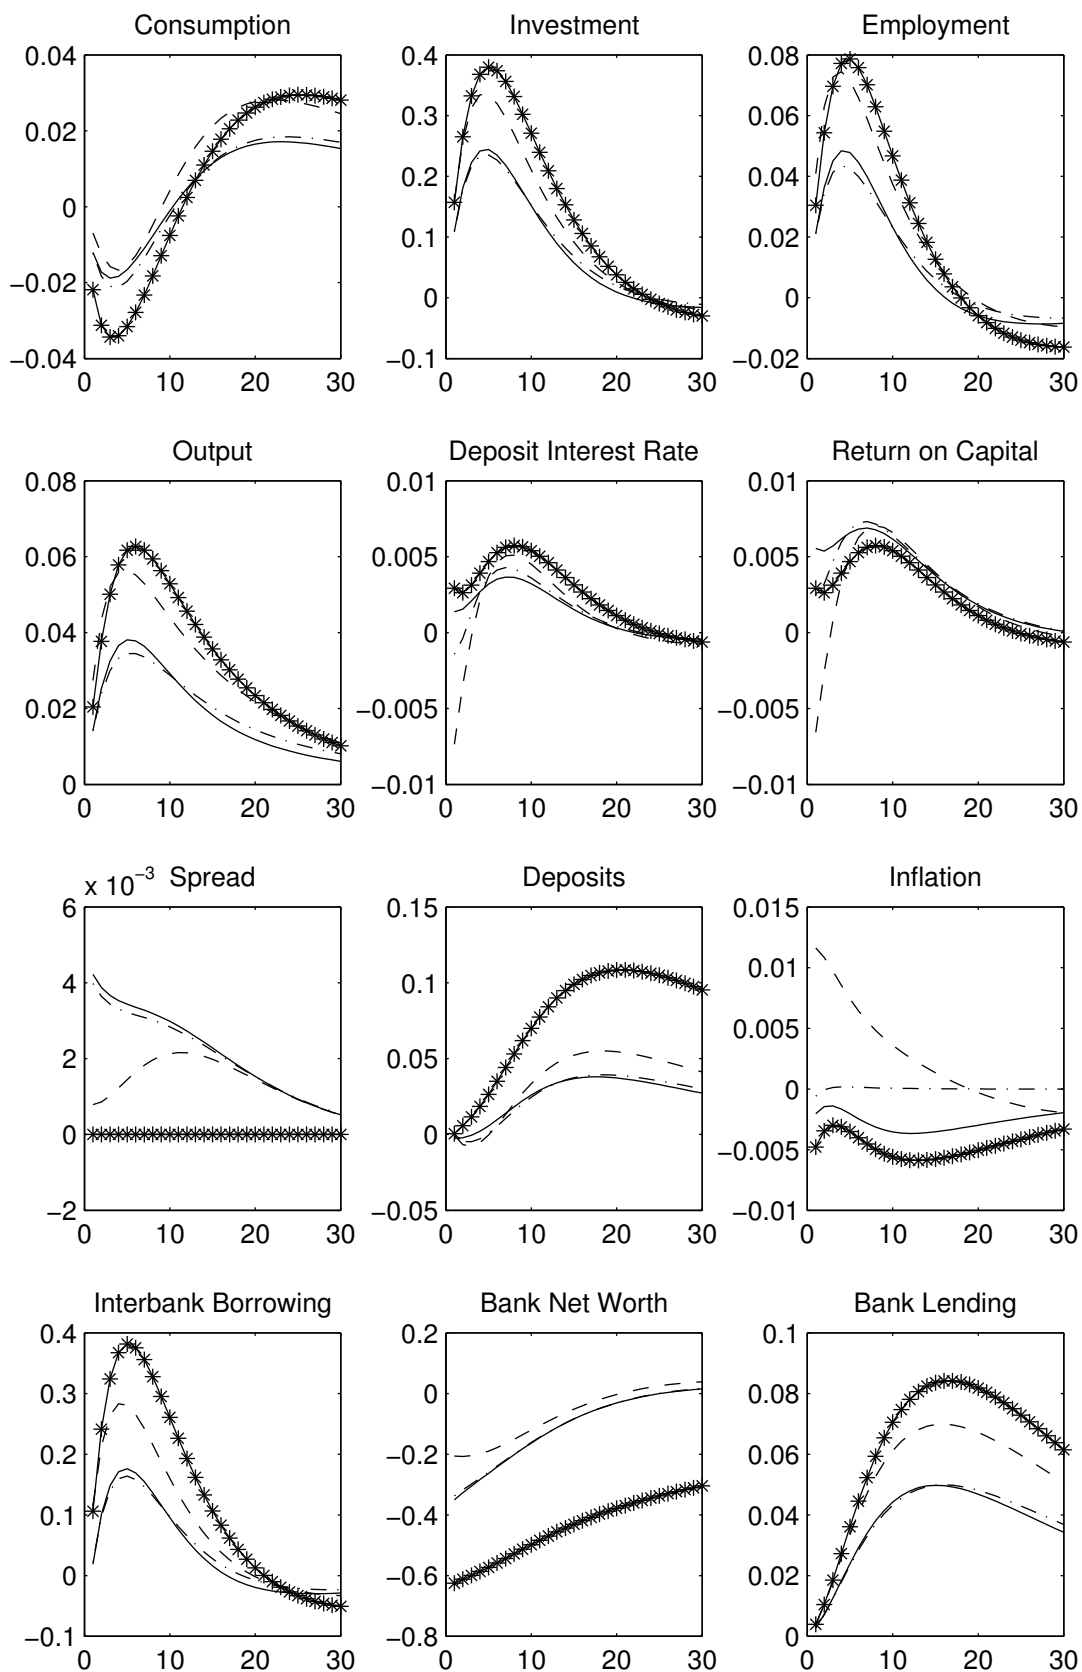 Consumption
Investment
Employment
0.04
0.02
0
−0.02
−0.04
0 10 20 30
0.4
0.3
0.2
0.1
0
−0.1
0 10 20 30
0.08
0.06
0.04
0.02
0
−0.02
0 10 20 30
Output
Deposit Interest Rate
Return on Capital
0.08
0.06
0.04
0.02
0
0 10 20 30
0.01
0.005
0
−0.005
−0.01
0 10 20 30
0.01
0.005
0
−0.005
−0.01
0 10 20 30
x 10⁻³ Spread
Deposits
Inflation
6
4
2
0
−2
0 10 20 30
0.15
0.1
0.05
0
−0.05
0 10 20 30
0.015
0.01
0.005
0
−0.005
−0.01
0 10 20 30
Interbank Borrowing
Bank Net Worth
Bank Lending
0.4
0.3
0.2
0.1
0
−0.1
0 10 20 30
0.2
0
−0.2
−0.4
−0.6
−0.8
0 10 20 30
0.1
0.08
0.06
0.04
0.02
0
0 10 20 30